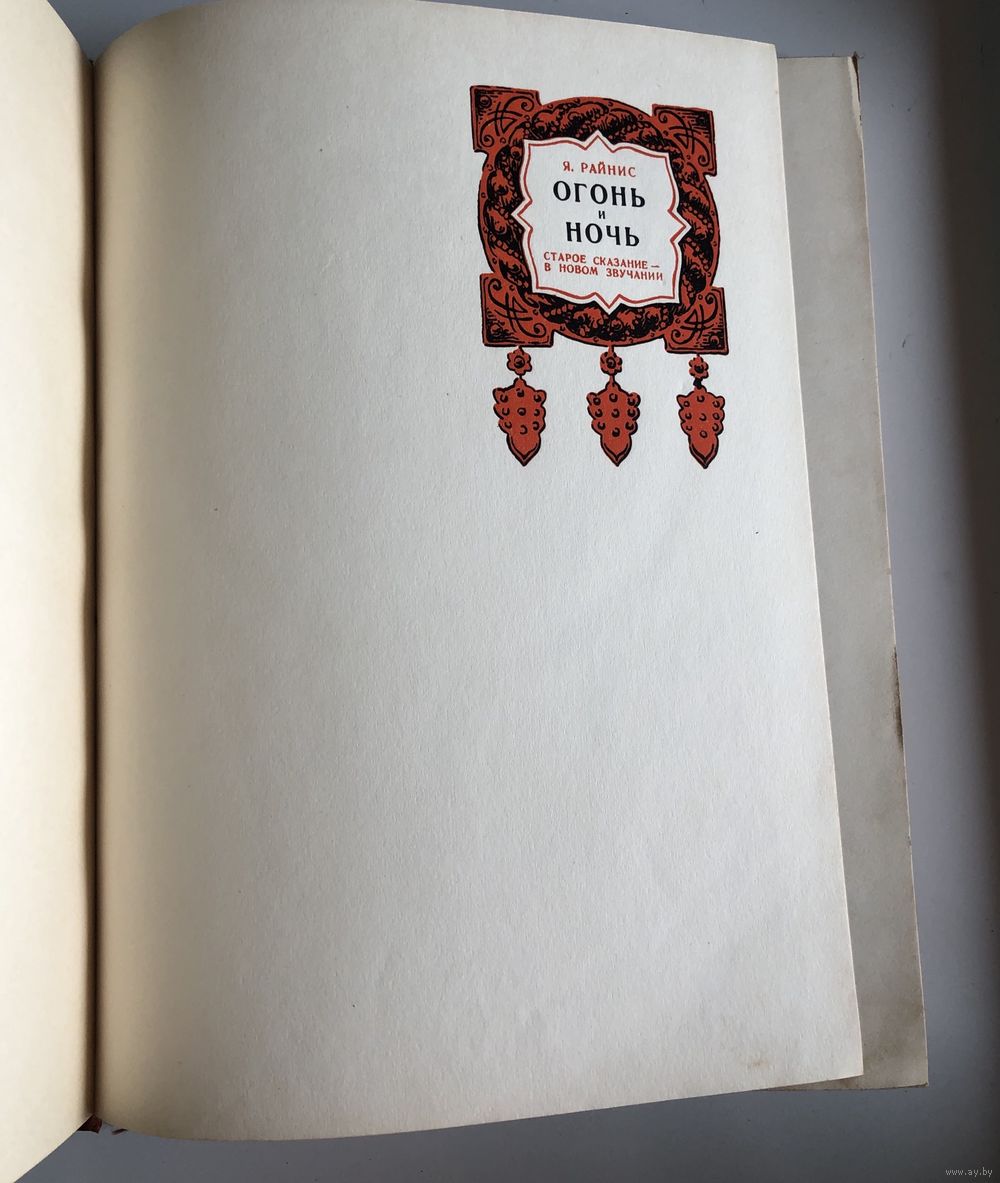 Я. РАЙНИС
ОГОНЬ
И
НОЧЬ
СТАРОЕ СКАЗАНИЕ —
В НОВОМ ЗВУЧАНИИ
www.ay.by